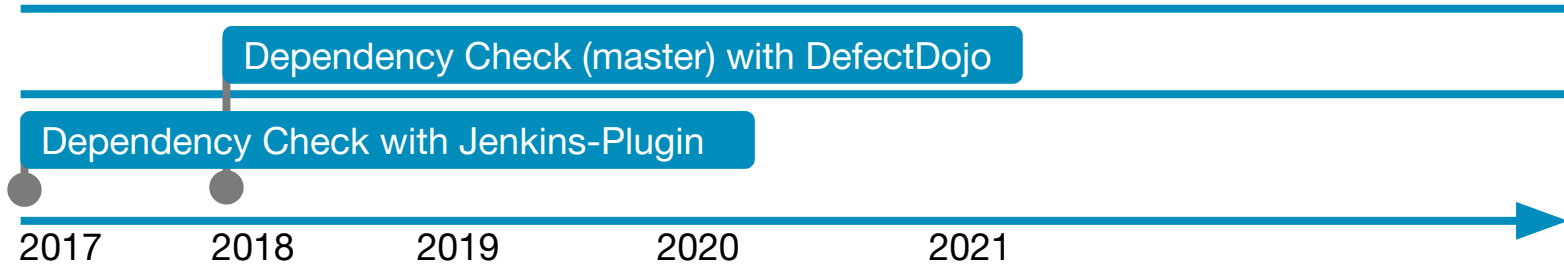 Dependency Check (master) with DefectDojo
Dependency Check with Jenkins-Plugin
2017 2018 2019 2020 2021